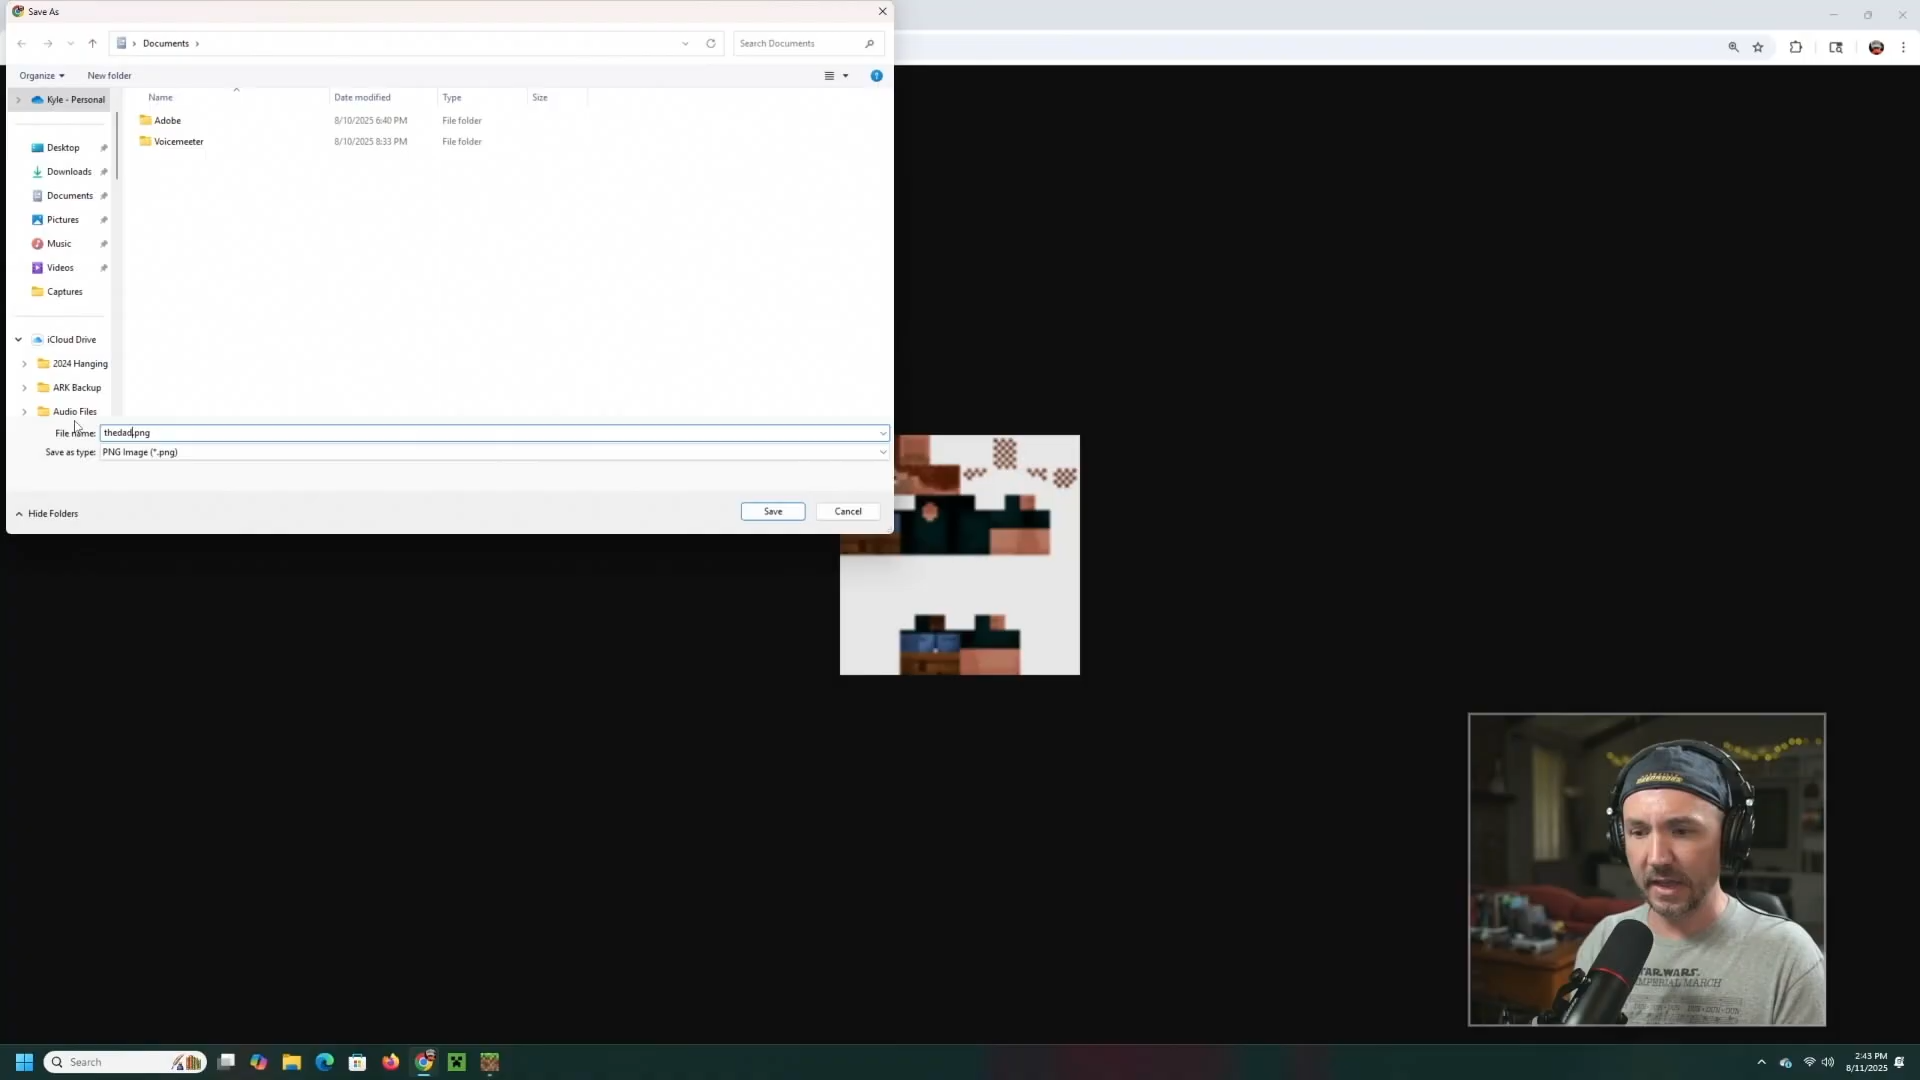 Save As
Documents
Search Documents
Organize
New folder
Kyle - Personal
Name
Date modified
Type
Size
Adobe
8/10/2025 6:40 PM
File folder
Voicemeeter
8/10/2025 8:33 PM
File folder
Desktop
Downloads
Documents
Pictures
Music
Videos
Captures
iCloud Drive
2024 Hanging
ARK Backup
Audio Files
File name:
thedad.png
Save as type:
PNG Image (*.png)
Hide Folders
Save
Cancel
STAR WARS.
IMPERIAL MARCH
Search
2:43 PM
8/11/2025